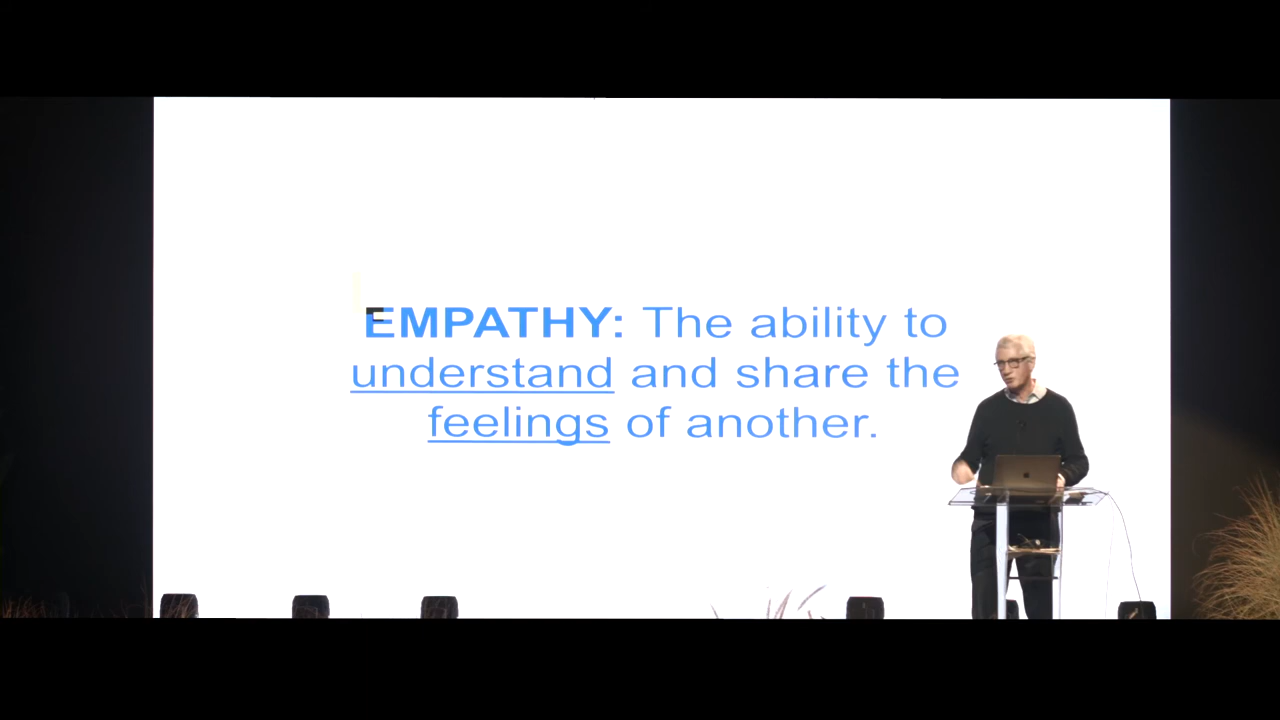 EMPATHY: The ability to
understand and share the
feelings of another.